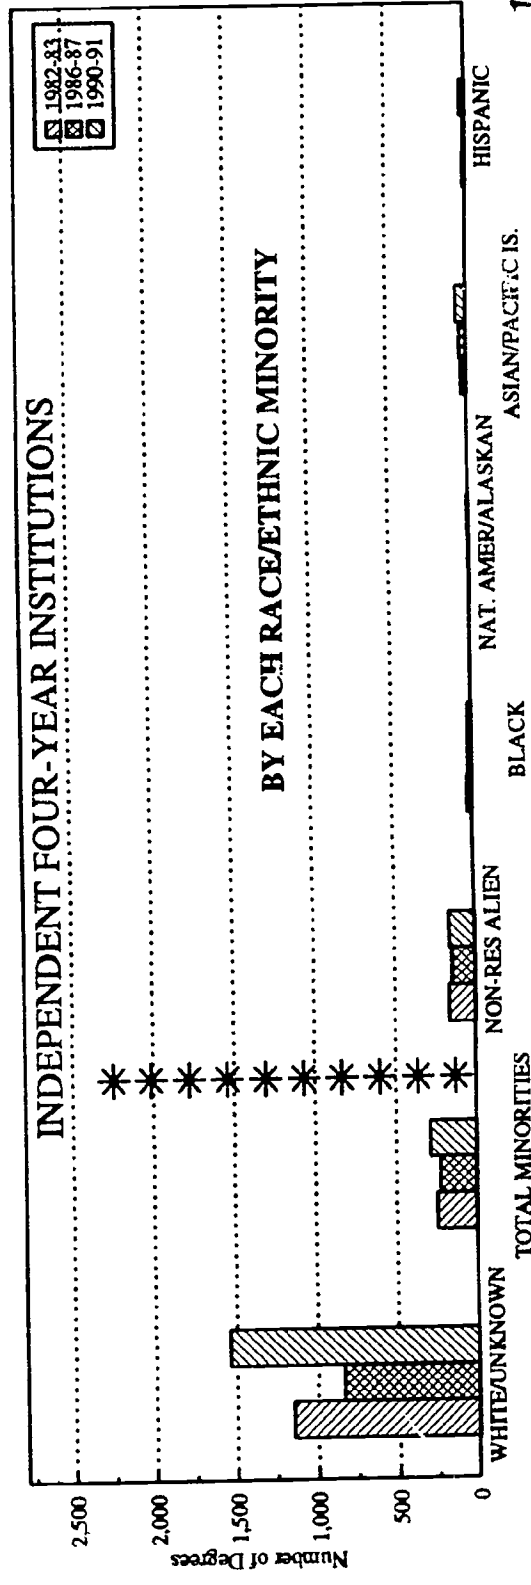 INDEPENDENT FOUR-YEAR INSTITUTIONS
1982-83
1986-87
1990-91
BY EACH RACE/ETHNIC MINORITY
Number of Degrees
2,500
2,000
1,500
1,000
500
0
WHITE/UNKNOWN
TOTAL MINORITIES
NON-RES ALIEN
BLACK
NAT. AMER/ALASKAN
ASIAN/PACIFIC IS.
HISPANIC